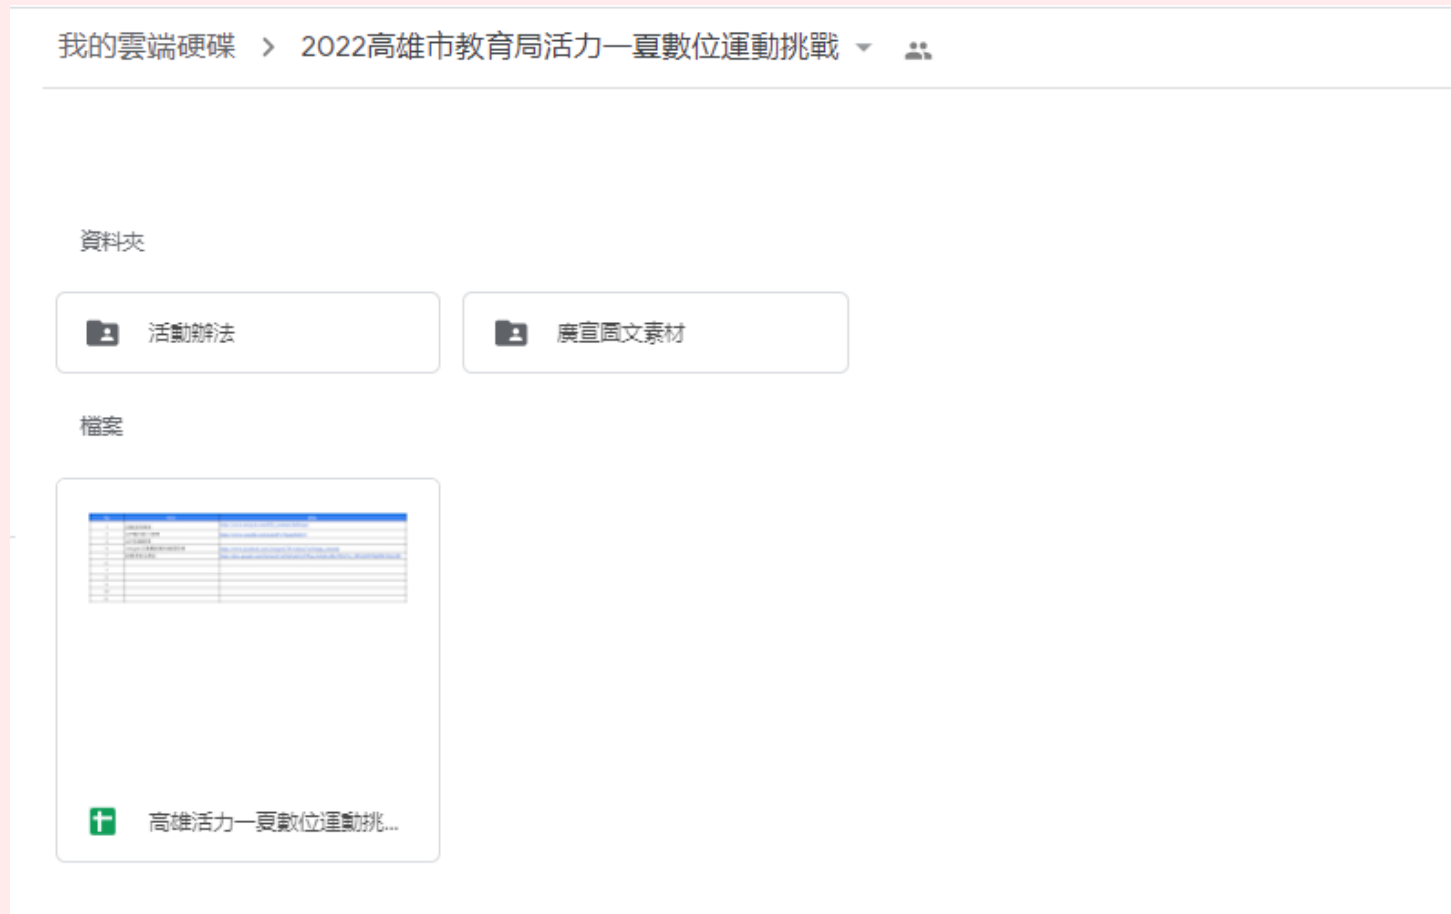 我的雲端硬碟 > 2022高雄市教育局活力一夏數位運動挑戰
資料夾
活動辦法
廣宣圖文素材
檔案
高雄活力一夏數位運動挑...